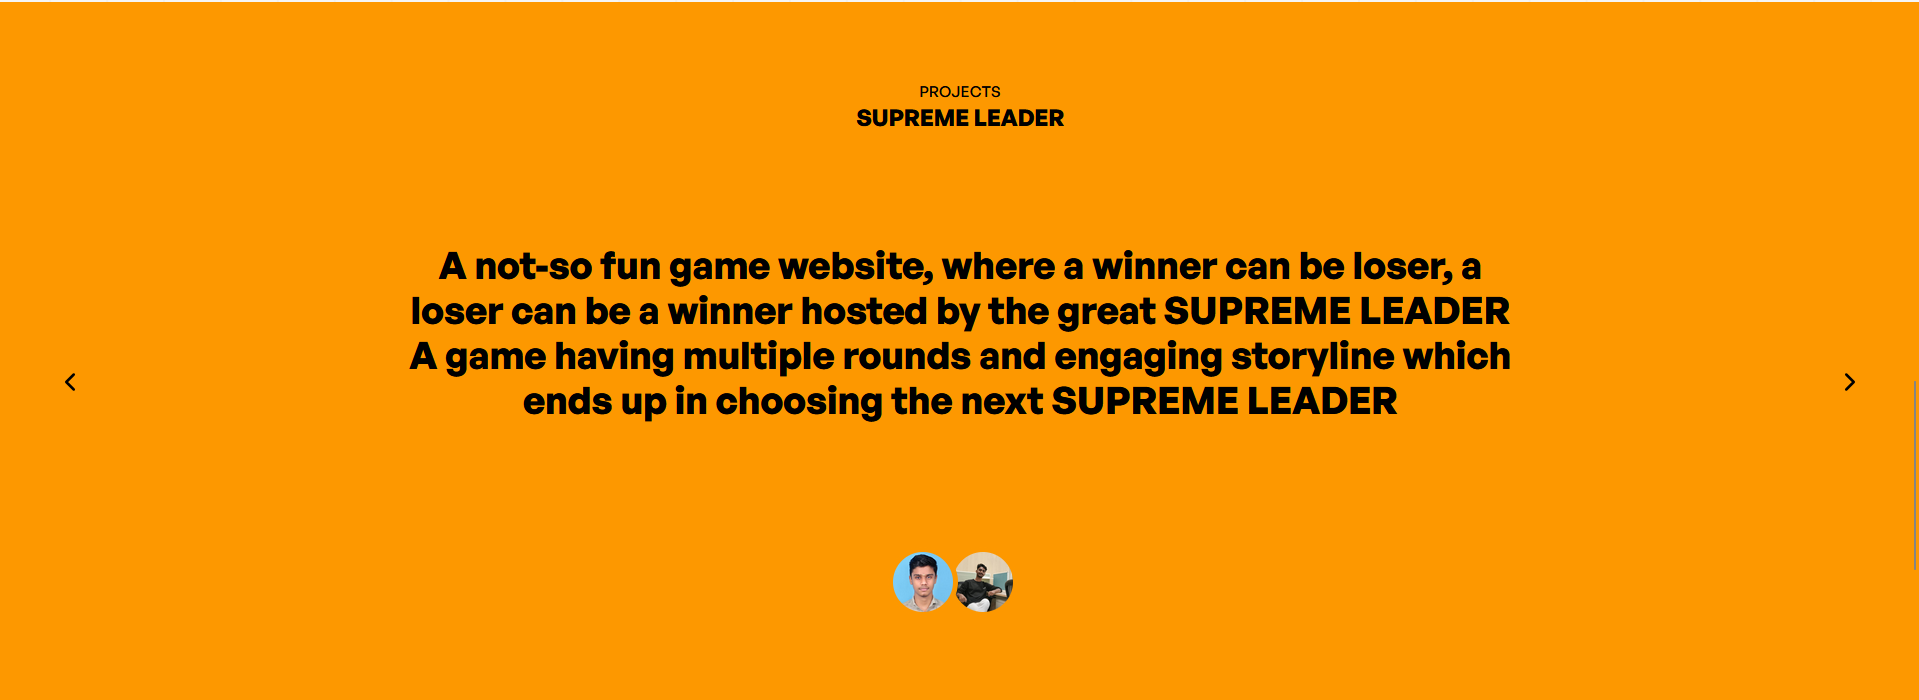 PROJECTS
SUPREME LEADER
A not-so fun game website, where a winner can be loser, a
loser can be a winner hosted by the great SUPREME LEADER
A game having multiple rounds and engaging storyline which
ends up in choosing the next SUPREME LEADER